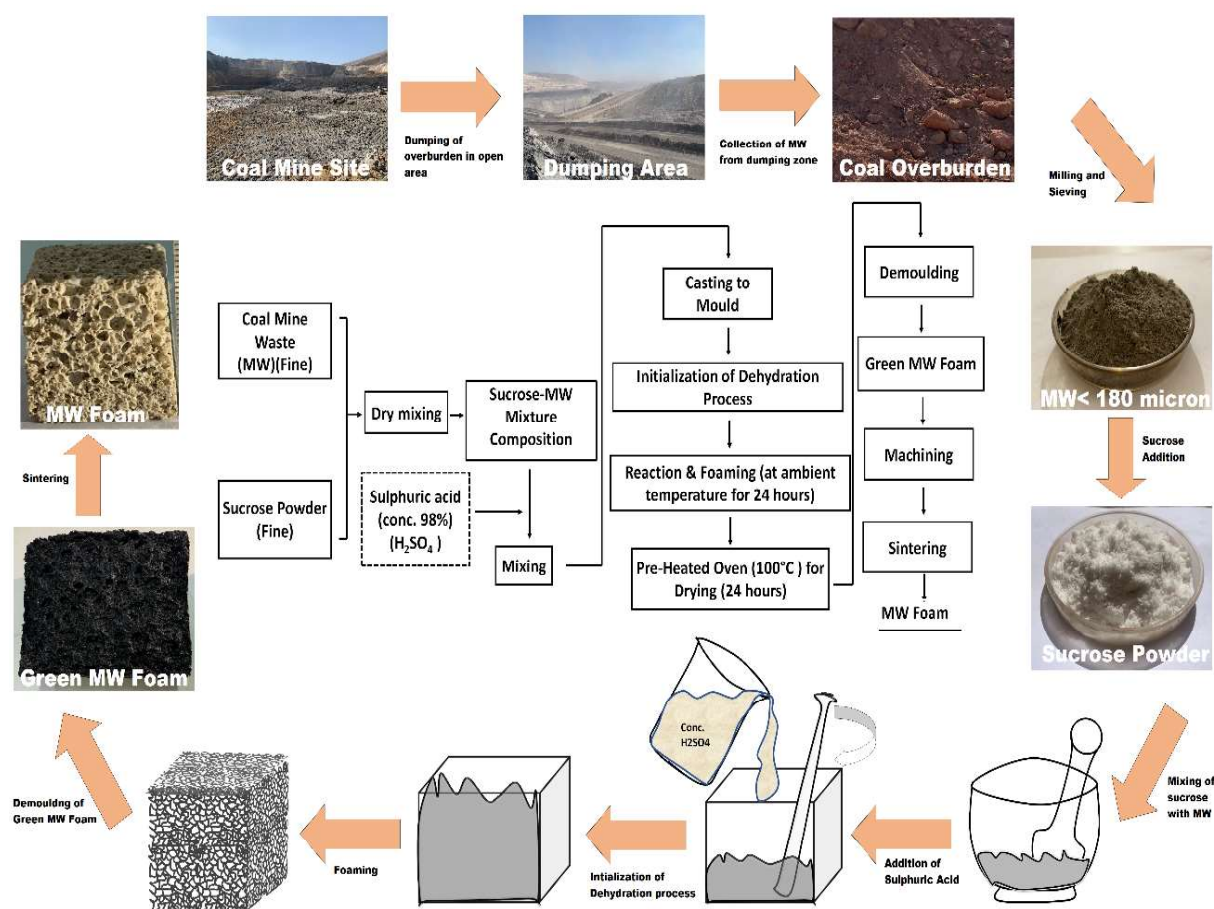 Coal Mine Site
Dumping of
overburden in open
area
Dumping Area
Collection of MW
from dumping zone
Coal Overburden
Milling and
Sieving
MW Foam
Sintering
Green MW Foam
Coal Mine
Waste
(MW)(Fine)
Sucrose Powder
(Fine)
Dry mixing
Sucrose-MW
Mixture
Composition
Sulphuric acid
(conc. 98%)
(H₂SO₄ )
Mixing
Casting to
Mould
Initialization of Dehydration
Process
Reaction & Foaming (at ambient
temperature for 24 hours)
Pre-Heated Oven (100°C ) for
Drying (24 hours)
Demoulding
Green MW Foam
Machining
Sintering
MW Foam
MW< 180 micron
Sucrose
Addition
Sucrose Powder
Mixing of
sucrose
with MW
Conc.
H2SO4
Addition of
Sulphuric Acid
Intialization of
Dehydration process
Foaming
Demouldng of
Green MW Foam